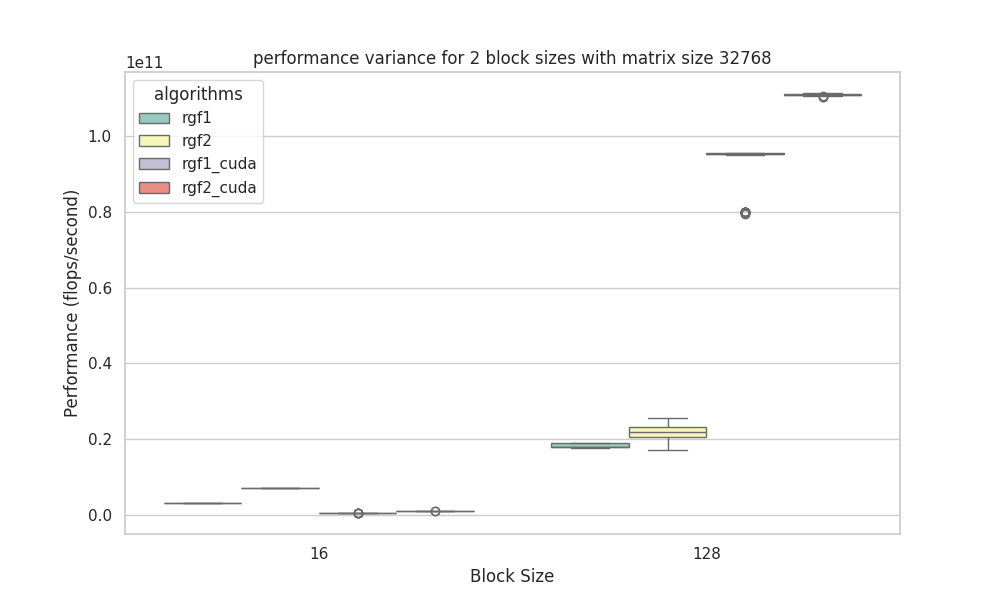 performance variance for 2 block sizes with matrix size 32768
1e11
algorithms
rgf1
rgf2
rgf1_cuda
rgf2_cuda
1.0
0.8
0.6
0.4
0.2
0.0
Performance (flops/second)
16
128
Block Size